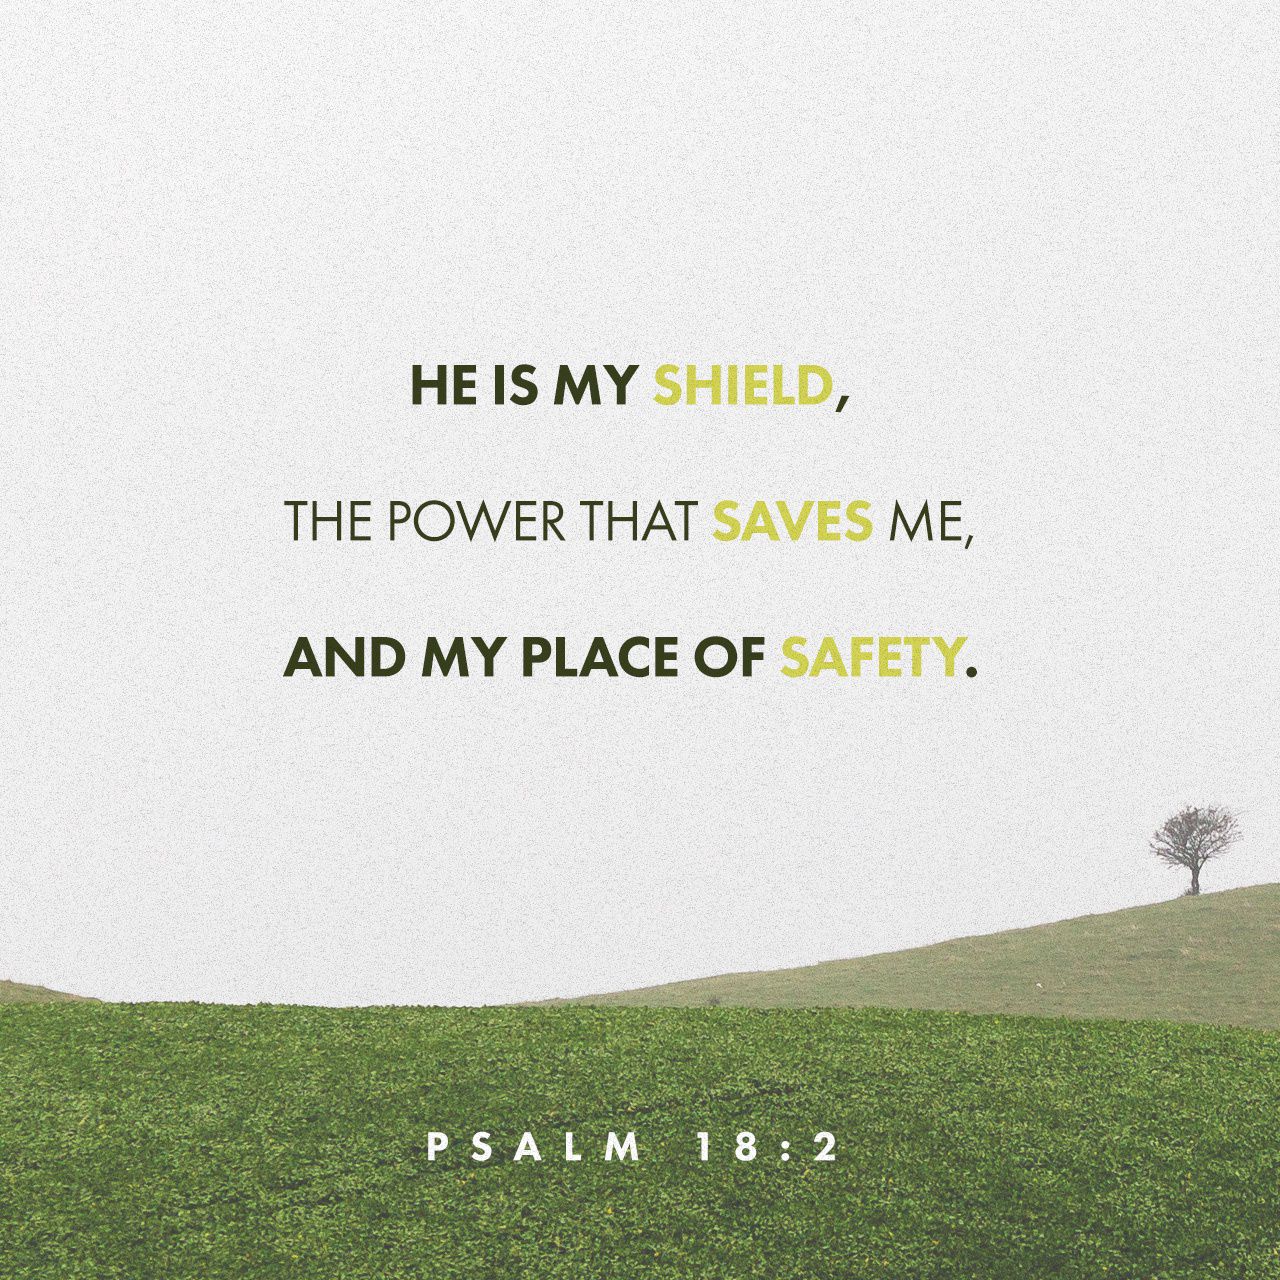 HE IS MY SHIELD,
THE POWER THAT SAVES ME,
AND MY PLACE OF SAFETY.
PSALM 18:2